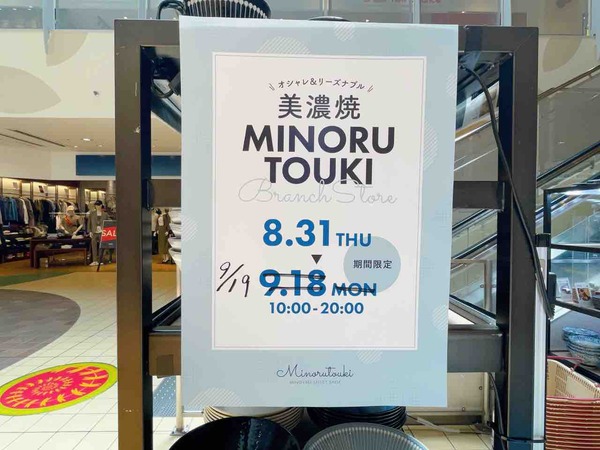 \\ オシャレ&リーズナブル //
美濃焼
MINORU
TOUKI
Branch Store
8.31 THU
▼
期間限定
9/19
9.18 MON
10:00-20:00
Minorutouki
SALE